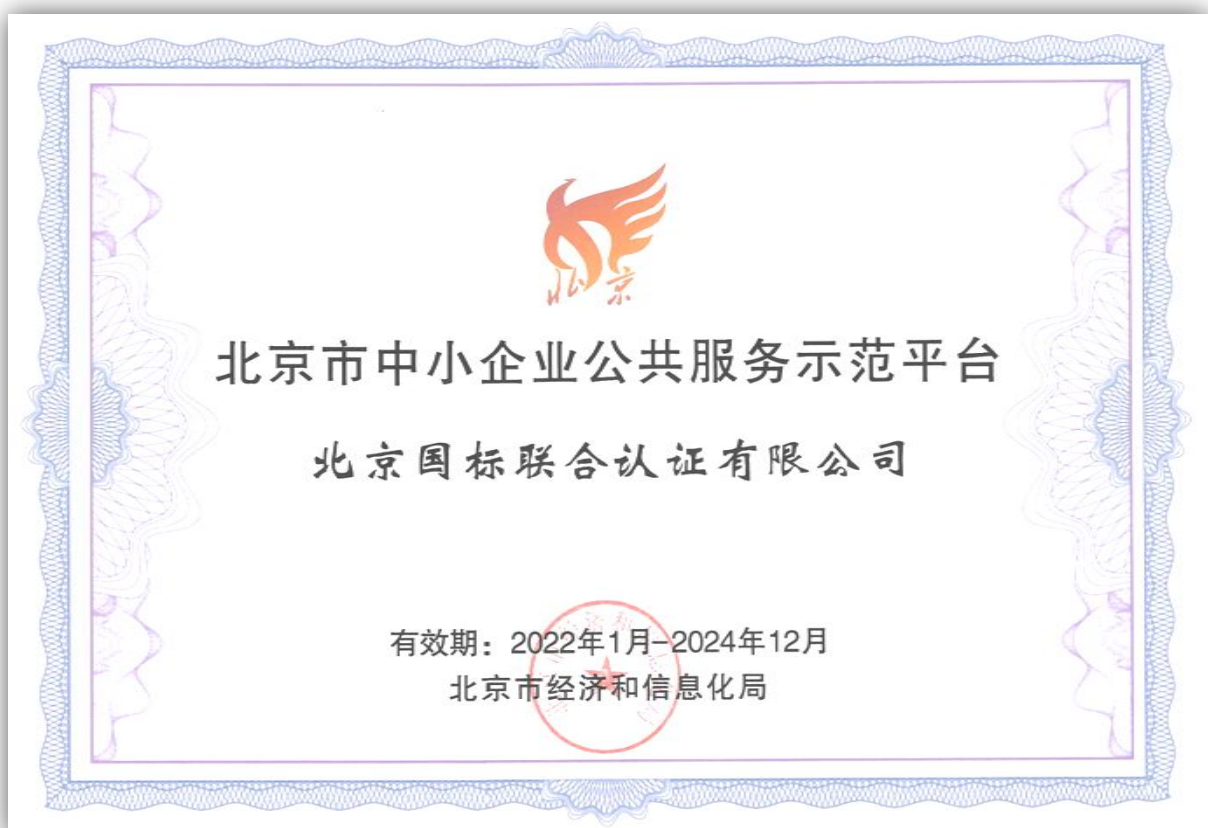 北京
北京市中小企业公共服务示范平台
北京国标联合认证有限公司
有效期：2022年1月-2024年12月
北京市经济和信息化局